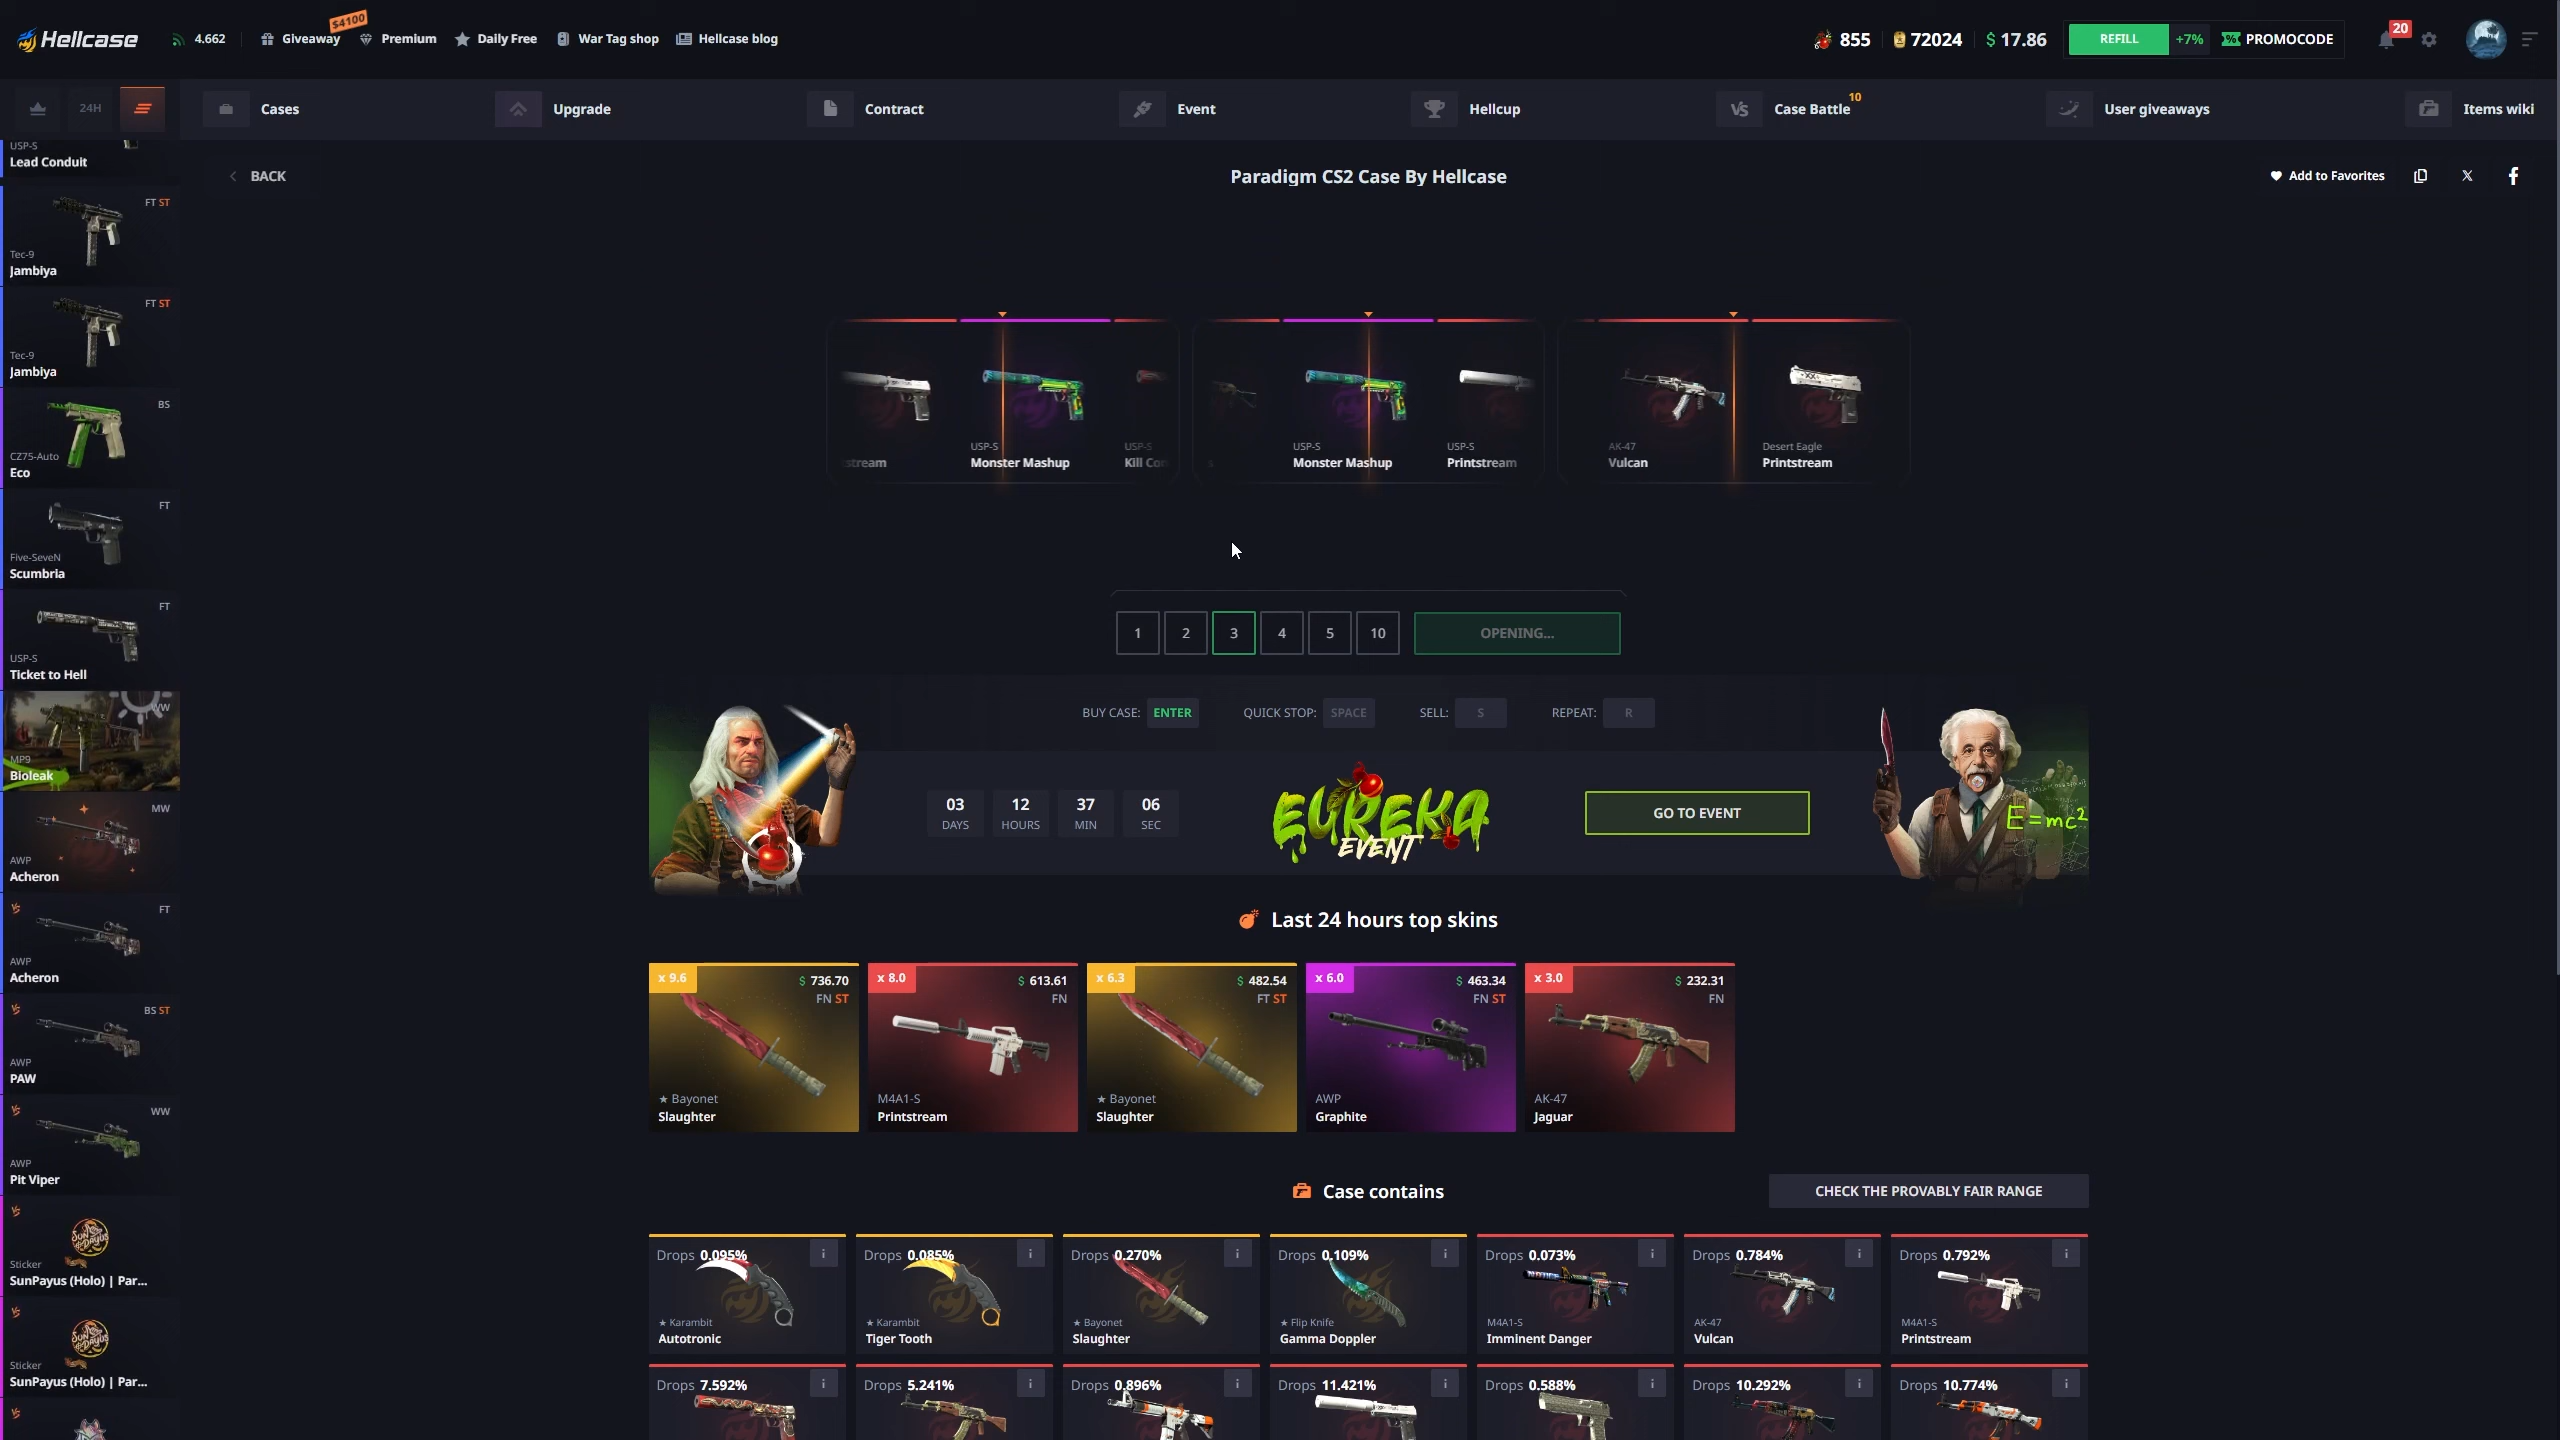 Hellcase
4.662
Giveaway
$4100
Premium
Daily Free
War Tag shop
Hellcase blog
855
72024
$ 17.86
REFILL
+7%
PROMOCODE
20
24H
Cases
Upgrade
Contract
Event
Hellcup
VS
Case Battle
10
User giveaways
Items wiki
BACK
Paradigm CS2 Case By Hellcase
Add to Favorites
USP-S
Lead Conduit
FT ST
Tec-9
Jambiya
FT ST
Tec-9
Jambiya
BS
CZ75-Auto
Eco
FT
Five-SeveN
Scumbria
FT
USP-S
Ticket to Hell
WW
MP9
Bioleak
MW
AWP
Acheron
FT
AWP
Acheron
BS ST
AWP
PAW
WW
AWP
Pit Viper
Sticker
SunPayus (Holo) | Par...
Sticker
SunPayus (Holo) | Par...
stream
USP-S
Monster Mashup
USP-S
Kill Con
USP-S
Monster Mashup
USP-S
Printstream
AK-47
Vulcan
Desert Eagle
Printstream
1
2
3
4
5
10
OPENING...
BUY CASE: ENTER
QUICK STOP: SPACE
SELL: S
REPEAT: R
03
DAYS
12
HOURS
37
MIN
06
SEC
EUREKA
EVENT
GO TO EVENT
E=mc2
Last 24 hours top skins
x 9.6
$ 736.70
FN ST
★ Bayonet
Slaughter
x 8.0
$ 613.61
FN
M4A1-S
Printstream
x 6.3
$ 482.54
FT ST
★ Bayonet
Slaughter
x 6.0
$ 463.34
FN ST
AWP
Graphite
x 3.0
$ 232.31
FN
AK-47
Jaguar
Case contains
CHECK THE PROVABLY FAIR RANGE
Drops 0.095%
★ Karambit
Autotronic
Drops 0.085%
★ Karambit
Tiger Tooth
Drops 0.270%
★ Bayonet
Slaughter
Drops 0.109%
★ Flip Knife
Gamma Doppler
Drops 0.073%
M4A1-S
Imminent Danger
Drops 0.784%
AK-47
Vulcan
Drops 0.792%
M4A1-S
Printstream
Drops 7.592%
Drops 5.241%
Drops 0.896%
Drops 11.421%
Drops 0.588%
Drops 10.292%
Drops 10.774%